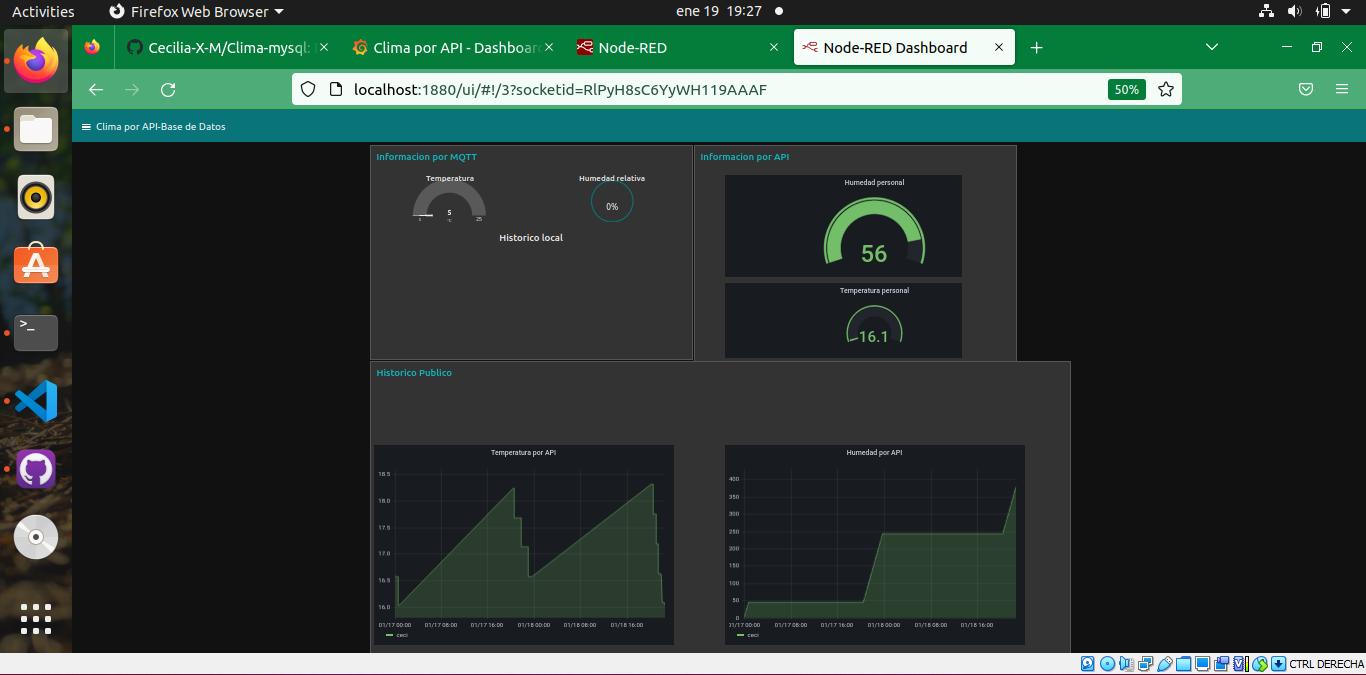 Activities Firefox Web Browser ene 19 19:27
Cecilia-X-M/Clima-mysql: Clima por API - Dashboar Node-RED Node-RED Dashboard
localhost:1880/ui/#!/3?socketid=RlPyH8sC6YyWH119AAAF 50%
Clima por API-Base de Datos
Informacion por MQTT
Temperatura
5
°C
25
Humedad relativa
0%
Historico local
Informacion por API
Humedad personal
56
Temperatura personal
16.1
Historico Publico
Temperatura por API
18.5
18.0
17.5
17.0
16.5
16.0
01/17 00:00 01/17 08:00 01/17 16:00 01/18 00:00 01/18 08:00 01/18 16:00
ceci
Humedad por API
400
350
300
250
200
150
100
50
0
01/17 00:00 01/17 08:00 01/17 16:00 01/18 00:00 01/18 08:00 01/18 16:00
ceci
CTRL DERECHA